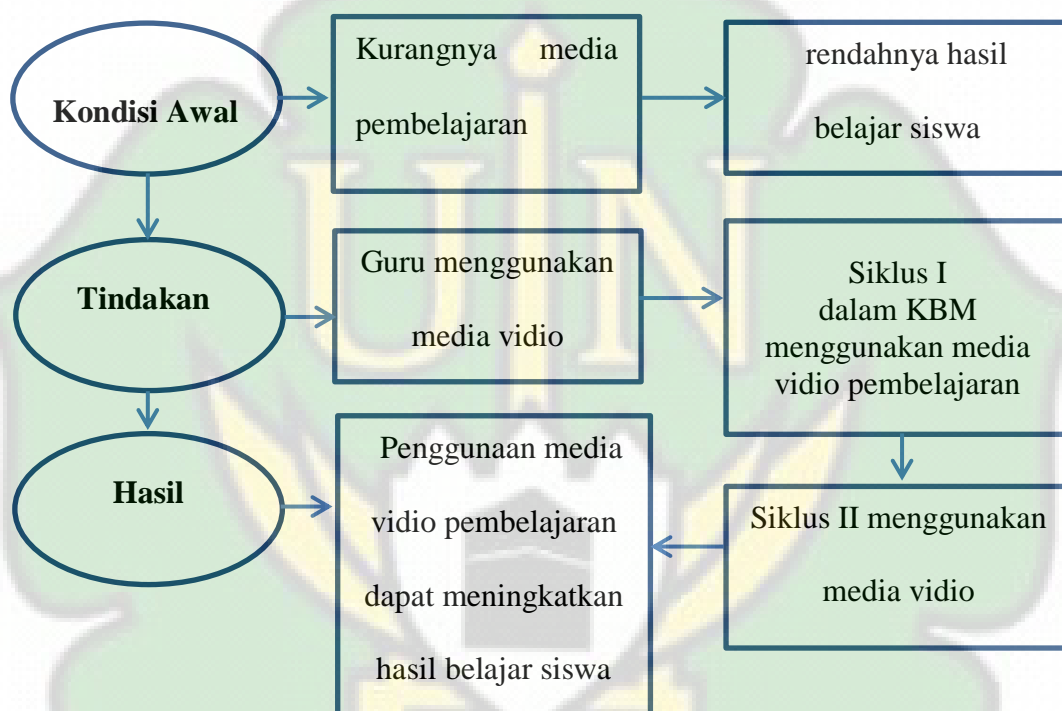 Kondisi Awal
Kurangnya media
pembelajaran
rendahnya hasil
belajar siswa
Tindakan
Guru menggunakan
media vidio
Siklus I
dalam KBM
menggunakan media
vidio pembelajaran
Hasil
Penggunaan media
vidio pembelajaran
dapat meningkatkan
hasil belajar siswa
Siklus II menggunakan
media vidio
UIN